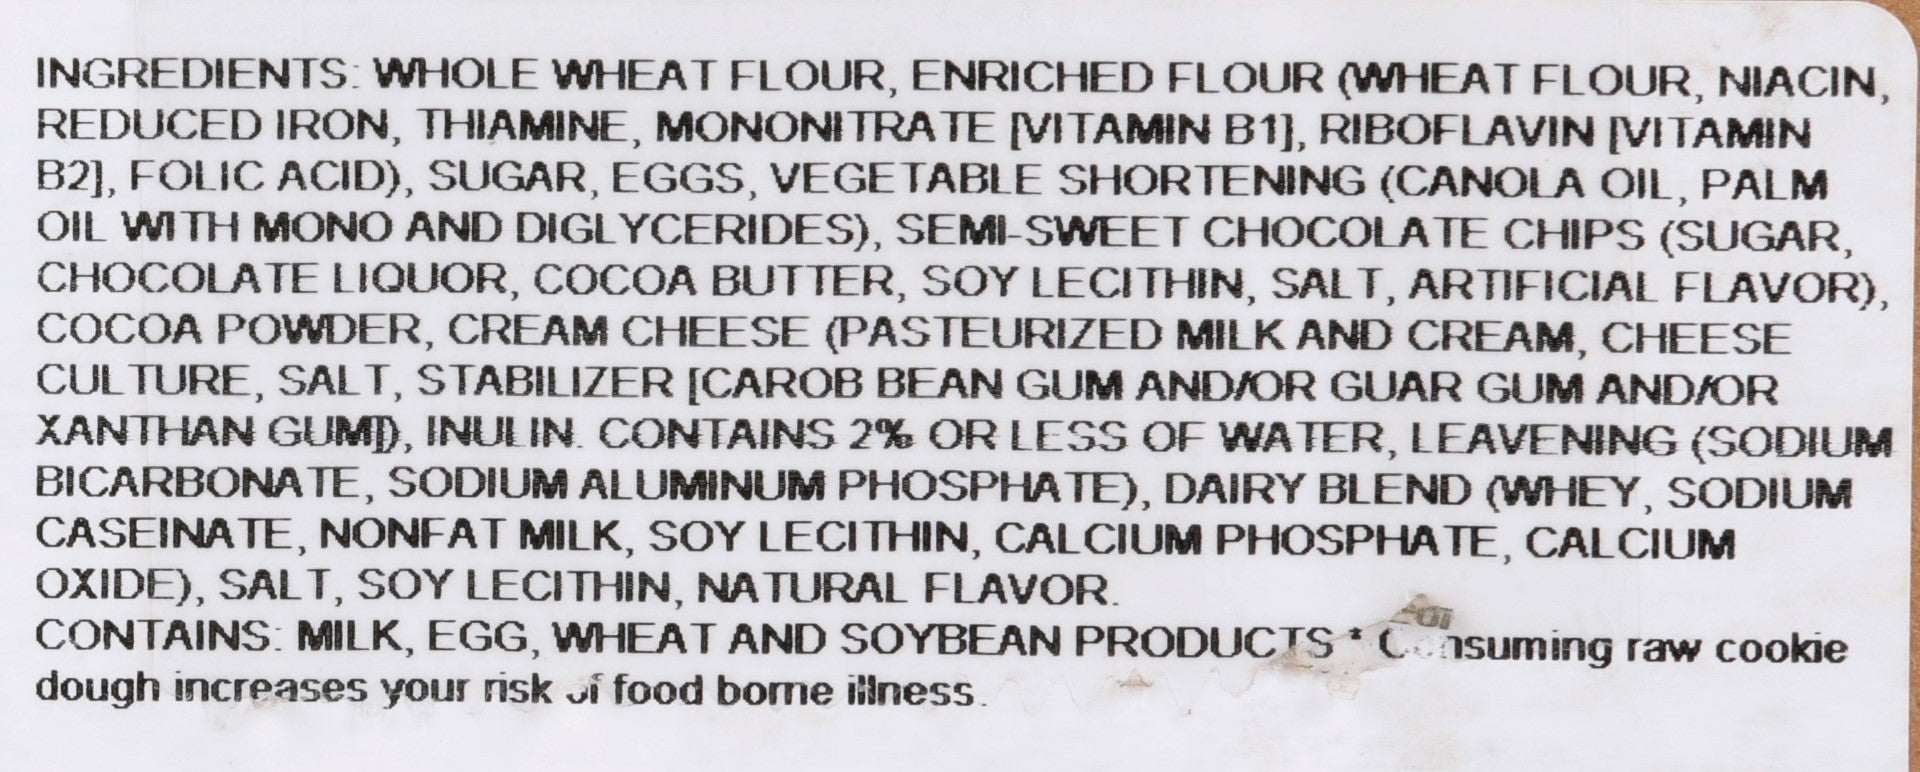 INGREDIENTS: WHOLE WHEAT FLOUR, ENRICHED FLOUR (WHEAT FLOUR, NIACIN,
REDUCED IRON, THIAMINE, MONONITRATE [VITAMIN B1], RIBOFLAVIN [VITAMIN
B2], FOLIC ACID), SUGAR, EGGS, VEGETABLE SHORTENING (CANOLA OIL, PALM
OIL WITH MONO AND DIGLYCERIDES), SEMI-SWEET CHOCOLATE CHIPS (SUGAR,
CHOCOLATE LIQUOR, COCOA BUTTER, SOY LECITHIN, SALT, ARTIFICIAL FLAVOR),
COCOA POWDER, CREAM CHEESE (PASTEURIZED MILK AND CREAM, CHEESE
CULTURE, SALT, STABILIZER [CAROB BEAN GUM AND/OR GUAR GUM AND/OR
XANTHAN GUM]), INULIN. CONTAINS 2% OR LESS OF WATER, LEAVENING (SODIUM
BICARBONATE, SODIUM ALUMINUM PHOSPHATE), DAIRY BLEND (WHEY, SODIUM
CASEINATE, NONFAT MILK, SOY LECITHIN, CALCIUM PHOSPHATE, CALCIUM
OXIDE), SALT, SOY LECITHIN, NATURAL FLAVOR.
CONTAINS: MILK, EGG, WHEAT AND SOYBEAN PRODUCTS * Consuming raw cookie
dough increases your risk of food borne illness.